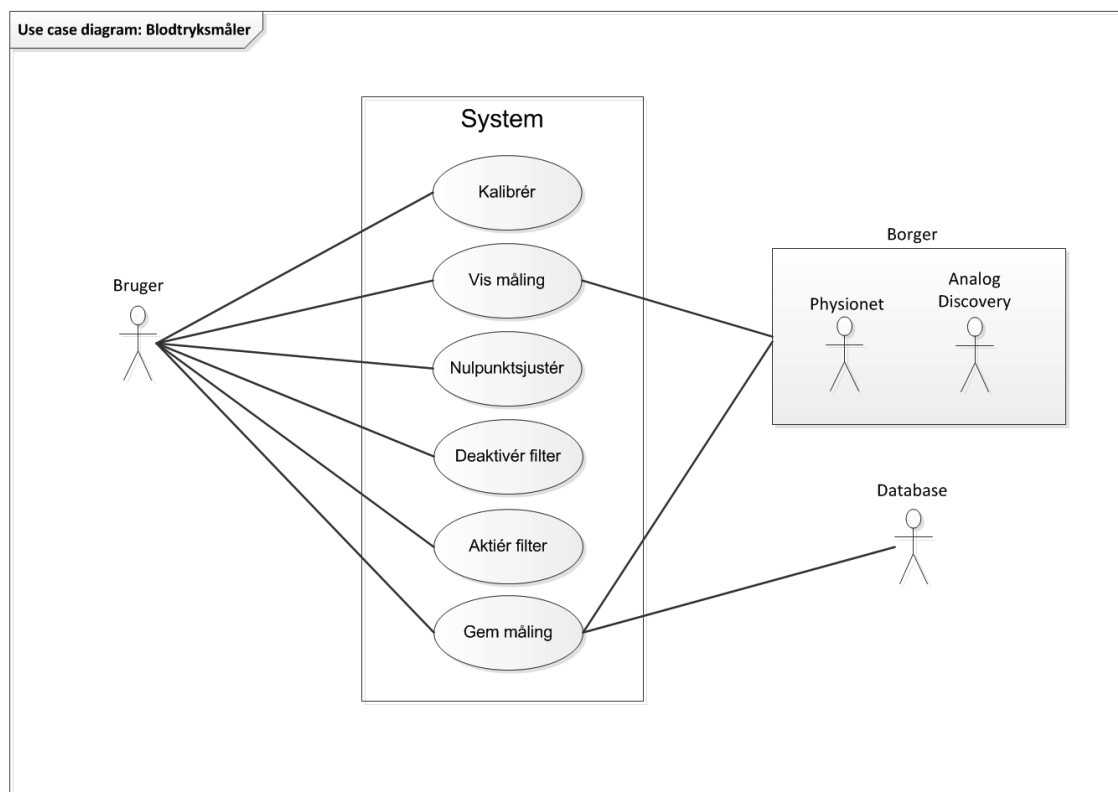 Use case diagram: Blodtryksmåler
System
Kalibrér
Vis måling
Nulpunktsjustér
Deaktivér filter
Aktiér filter
Gem måling
Bruger
Borger
Physionet
Analog
Discovery
Database